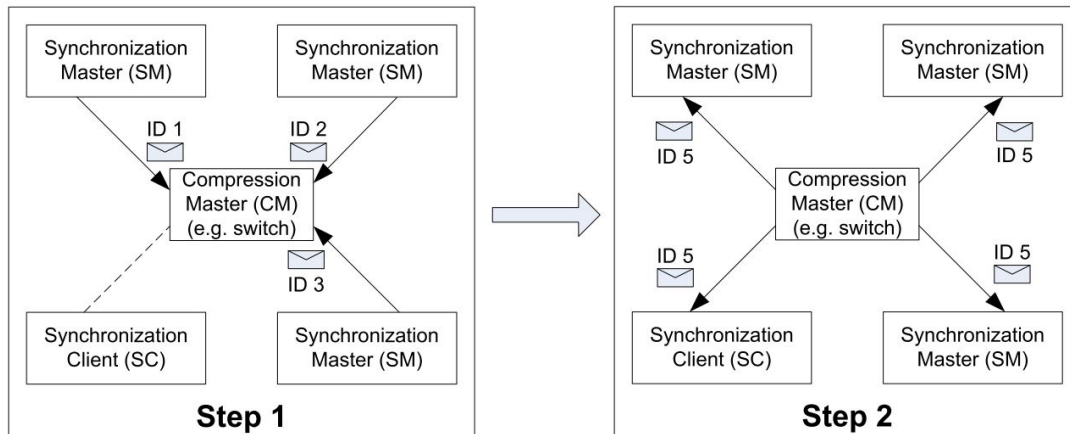 Synchronization
Master (SM)
Synchronization
Master (SM)
ID 1
ID 2
Compression
Master (CM)
(e.g. switch)
ID 3
Synchronization
Client (SC)
Synchronization
Master (SM)
Step 1
Synchronization
Master (SM)
Synchronization
Master (SM)
ID 5
ID 5
Compression
Master (CM)
(e.g. switch)
ID 5
ID 5
Synchronization
Client (SC)
Synchronization
Master (SM)
Step 2